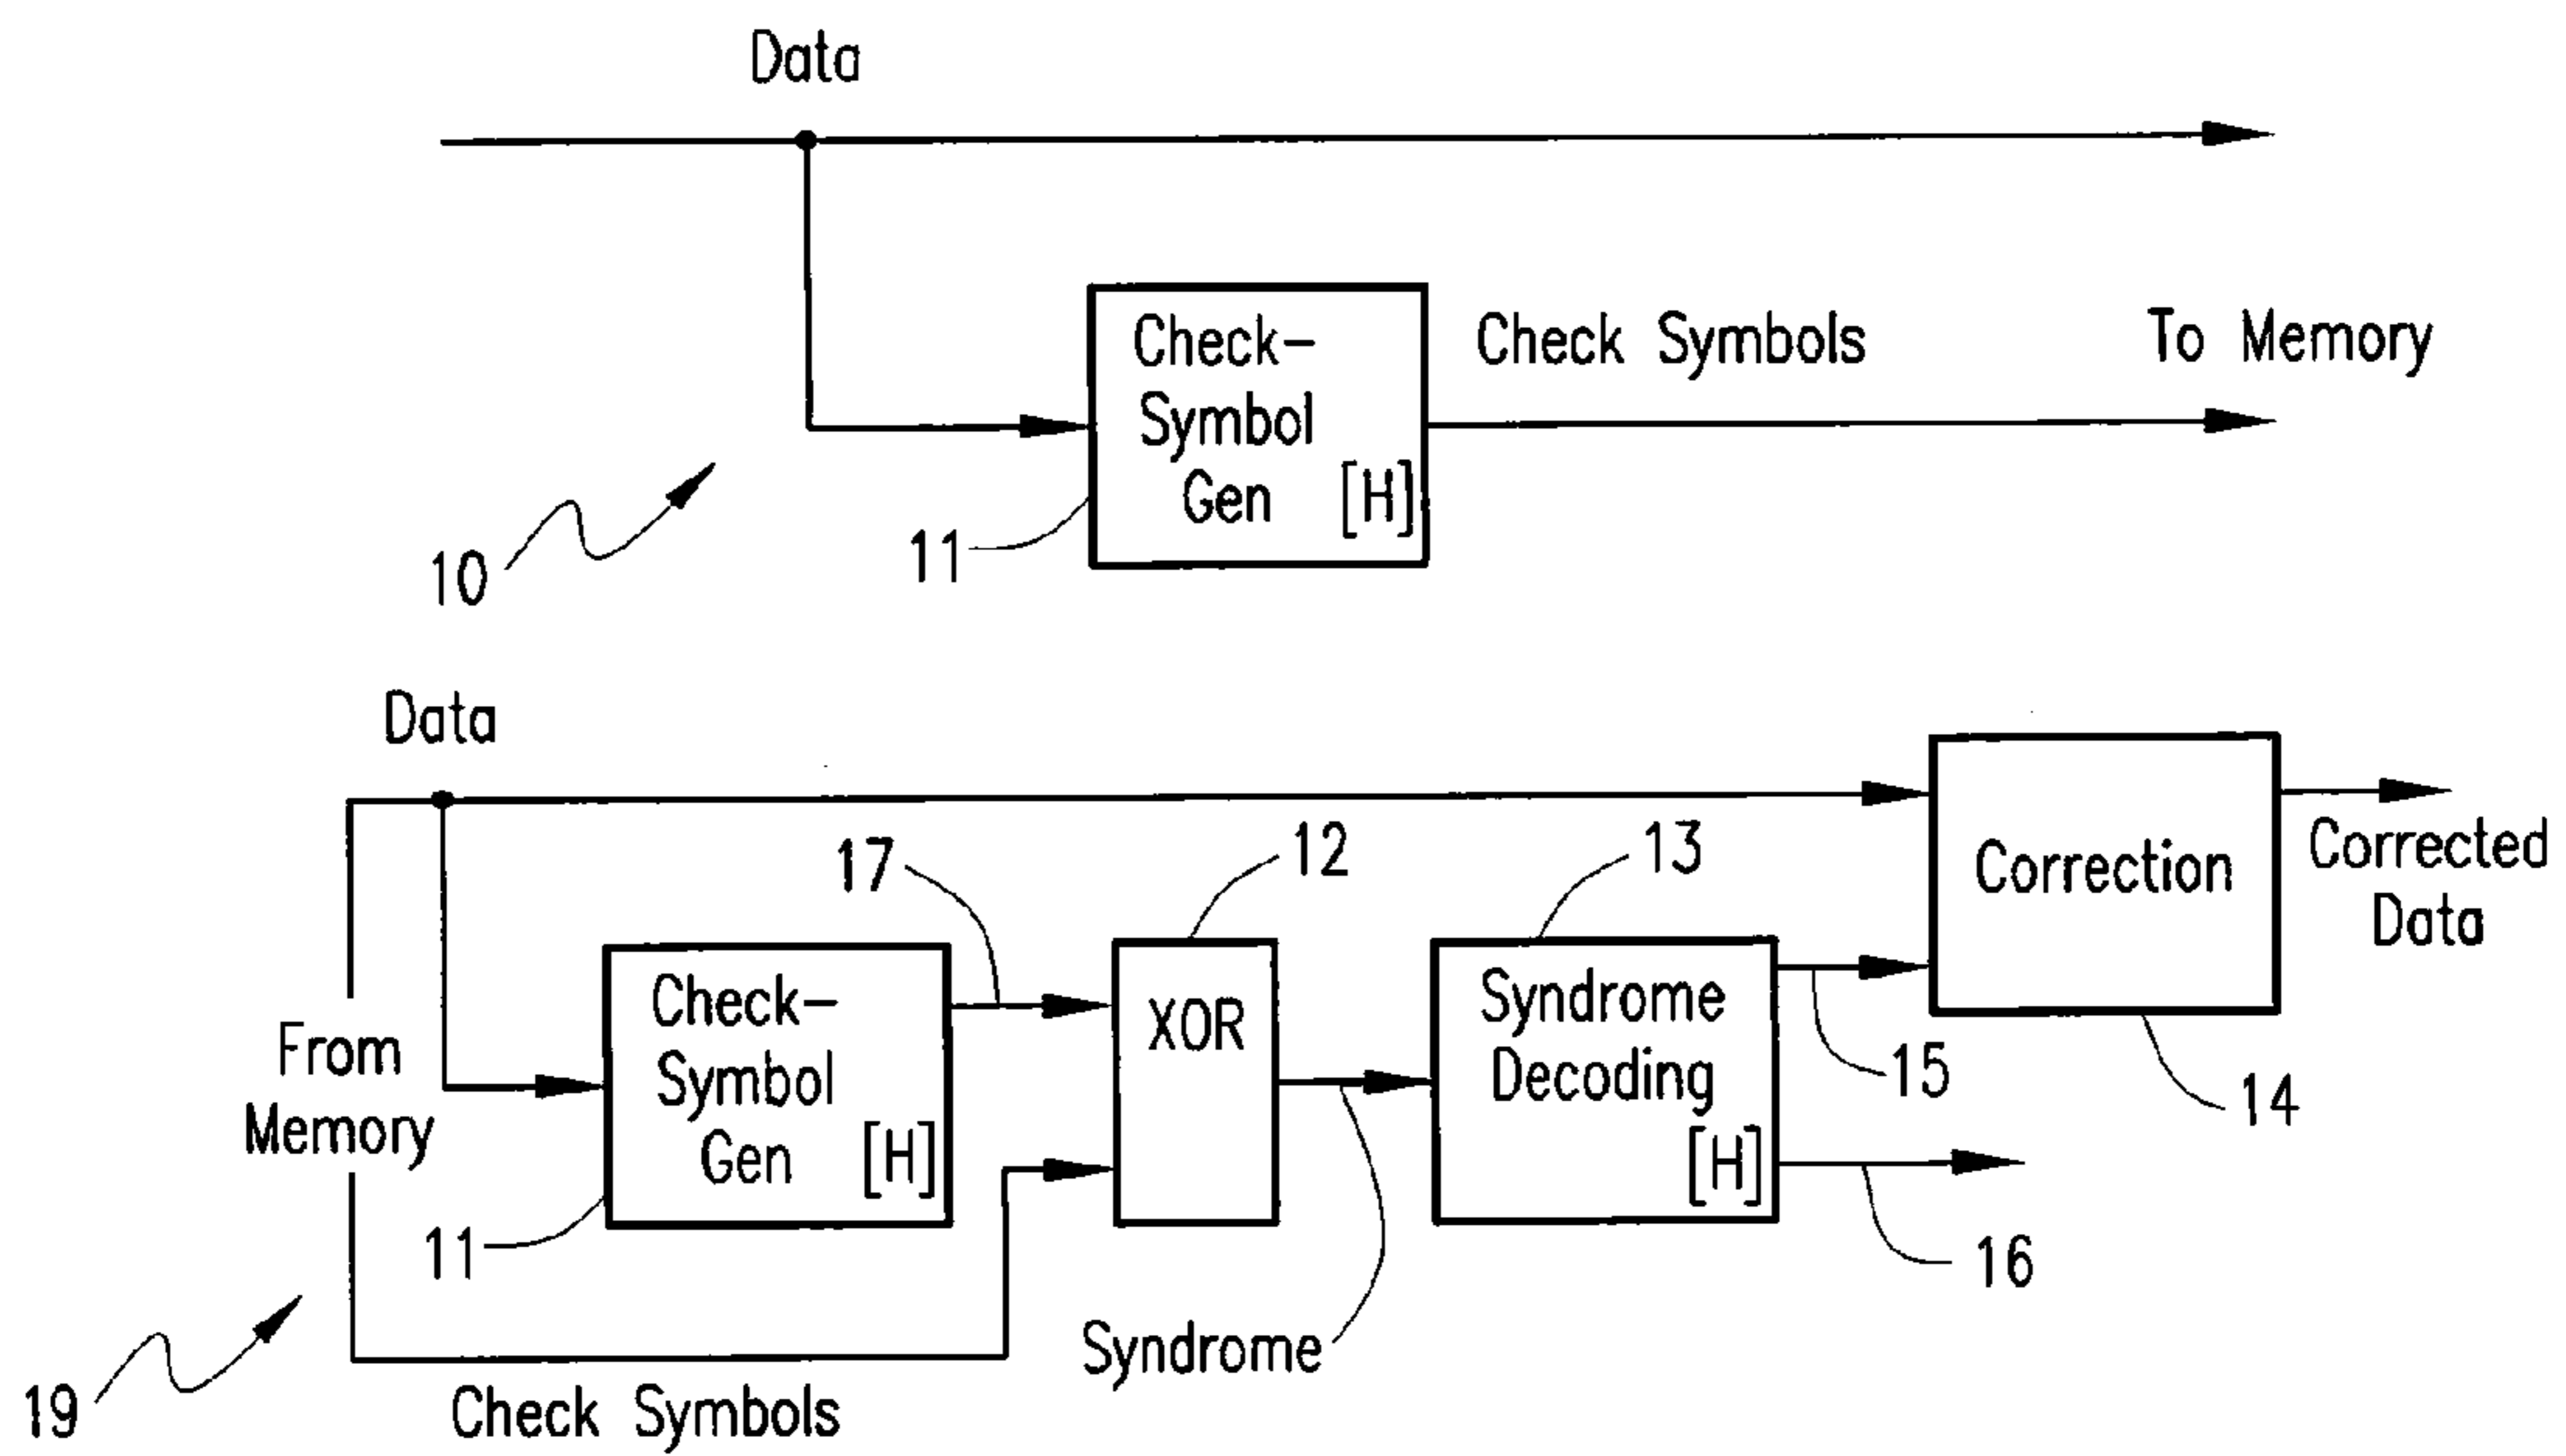 Data
Check-
Symbol
Gen [H]
Check Symbols
To Memory
10
11
Data
17
12
13
Correction
Corrected
Data
From
Memory
Check-
Symbol
Gen [H]
XOR
Syndrome
Decoding
[H]
15
14
11
16
Syndrome
19
Check Symbols